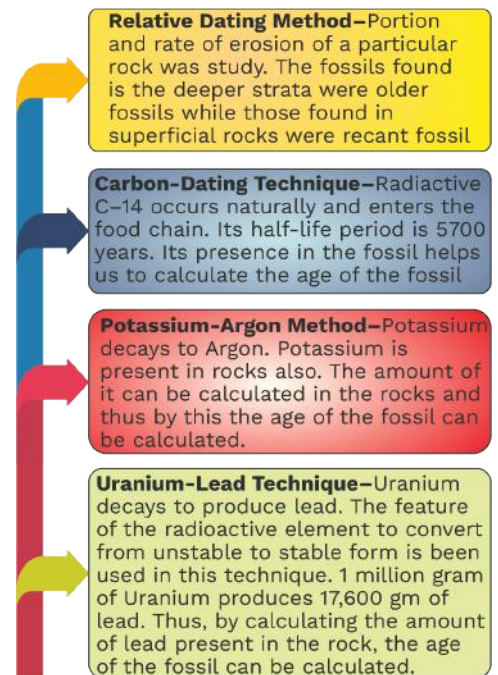 Relative Dating Method–Portion
and rate of erosion of a particular
rock was study. The fossils found
is the deeper strata were older
fossils while those found in
superficial rocks were recant fossil
Carbon-Dating Technique–Radiactive
C–14 occurs naturally and enters the
food chain. Its half-life period is 5700
years. Its presence in the fossil helps
us to calculate the age of the fossil
Potassium-Argon Method–Potassium
decays to Argon. Potassium is
present in rocks also. The amount of
it can be calculated in the rocks and
thus by this the age of the fossil can
be calculated.
Uranium-Lead Technique–Uranium
decays to produce lead. The feature
of the radioactive element to convert
from unstable to stable form is been
used in this technique. 1 million gram
of Uranium produces 17,600 gm of
lead. Thus, by calculating the amount
of lead present in the rock, the age
of the fossil can be calculated.